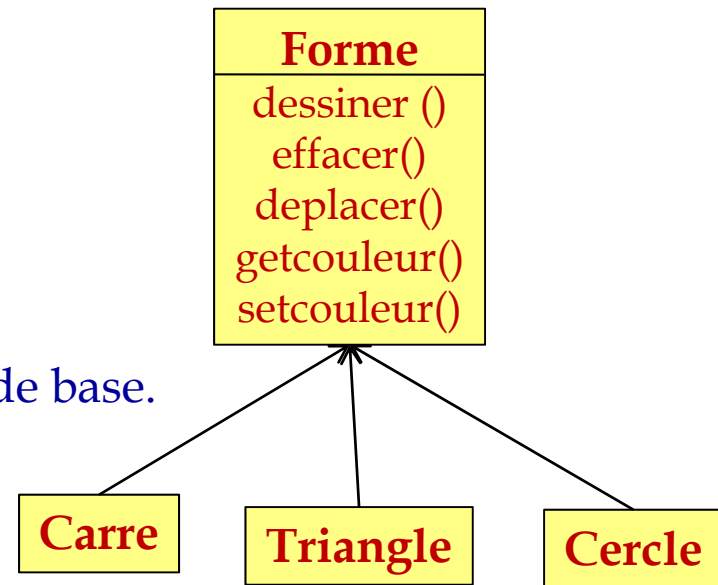 Forme
dessiner ()
effacer()
deplacer()
getcouleur()
setcouleur()
de base.
Carre
Triangle
Cercle